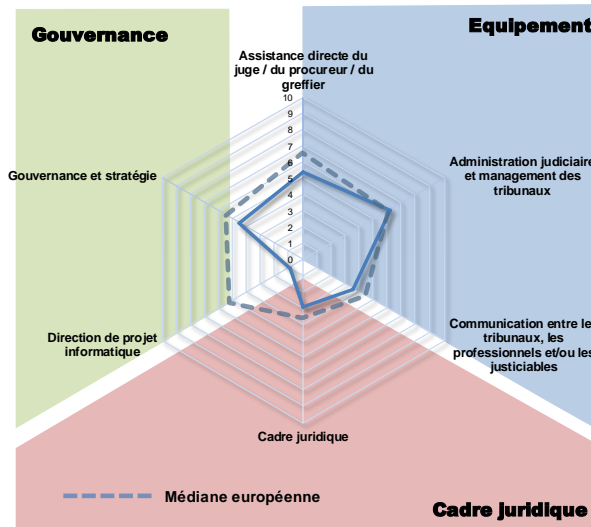 Gouvernance
Equipement
Assistance directe du
juge / du procureur / du
greffier
10
9
8
7
6
5
4
3
2
1
0
Gouvernance et stratégie
Administration judiciaire
et management des
tribunaux
Direction de projet
informatique
Communication entre le
tribunaux, les
professionnels et/ou les
justiciables
Cadre juridique
Médiane européenne
Cadre juridique